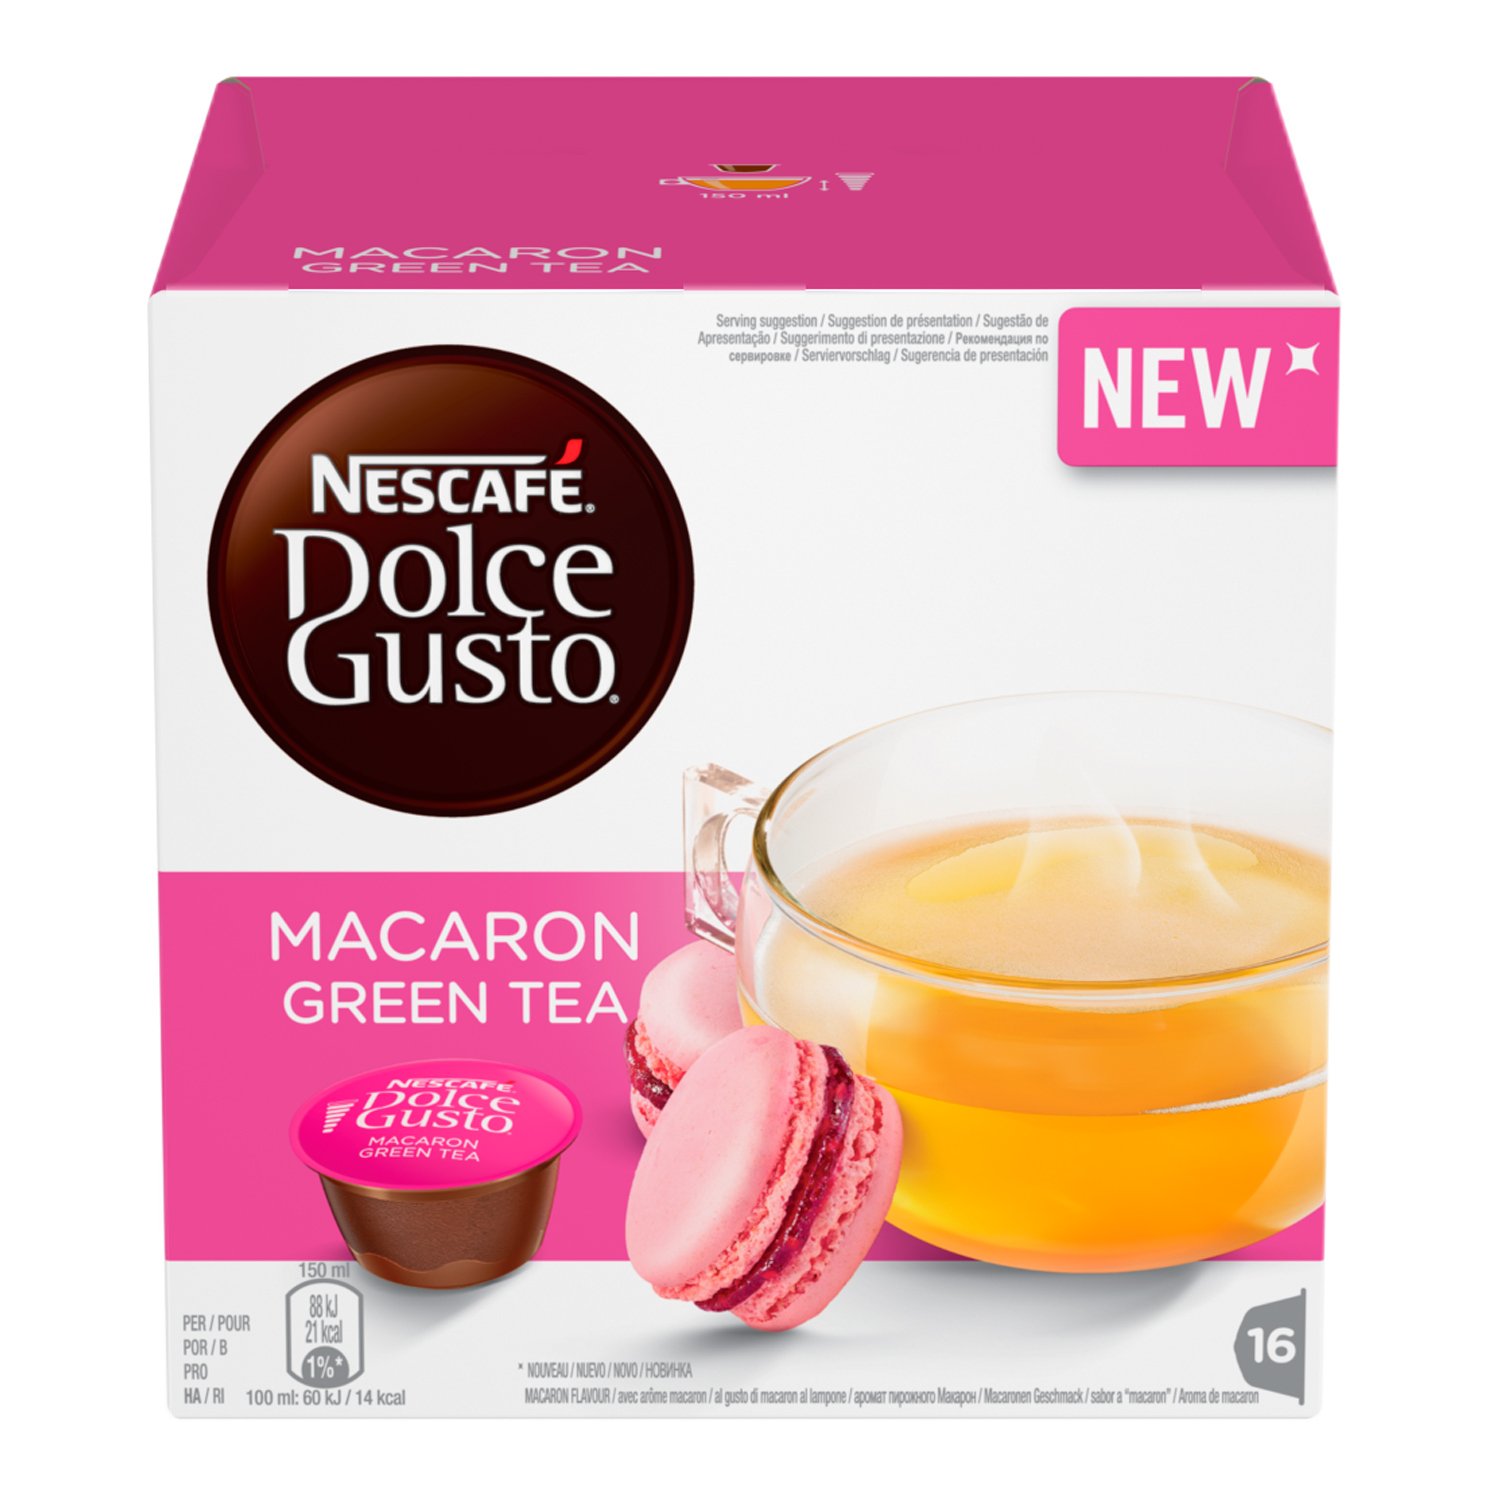 150 ml
MACARON
GREEN TEA
Serving suggestion / Suggestion de présentation / Sugestão de
Apresentação / Suggerimento di presentazione / Рекомендация по
сервировке / Serviervorschlag / Sugerencia de presentación
NEW
NESCAFÉ®
Dolce
Gusto®
MACARON
GREEN TEA
NESCAFÉ®
Dolce
Gusto®
MACARON
GREEN TEA
150 ml
88 kJ
21 kcal
1%*
PER / POUR
POR / B
PRO
HA / RI
100 ml: 60 kJ / 14 kcal
* NOUVEAU / NUEVO / NOVO / НОВИНКА
MACARON FLAVOUR / avec arôme macaron / al gusto di macaron al lampone / аромат пирожного Макарон / Macaronen Geschmack / sabor a “macaron” / Aroma de macaron
16